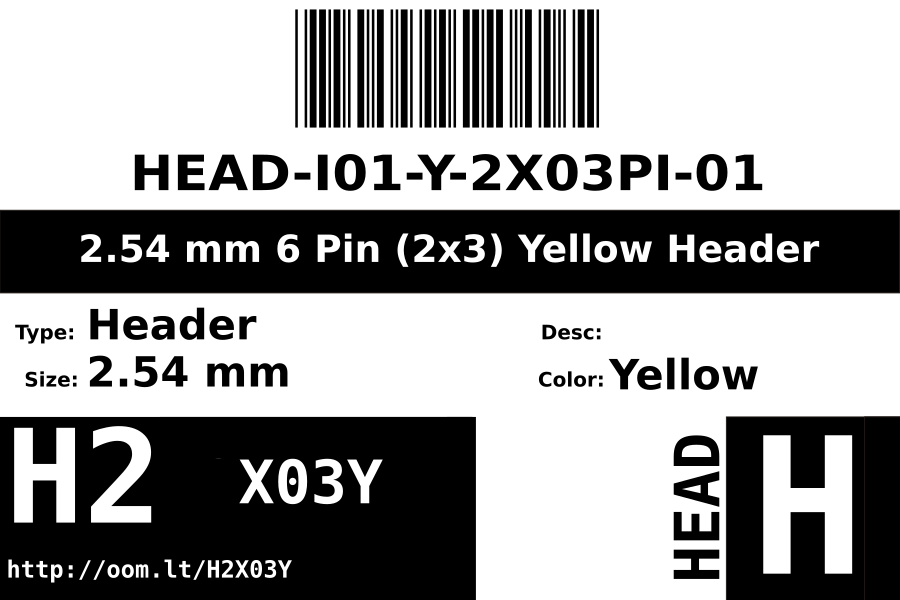 HEAD-I01-Y-2X03PI-01
2.54 mm 6 Pin (2x3) Yellow Header
Type: Header
Desc:
Size: 2.54 mm
Color: Yellow
H2 X03Y
http://oom.lt/H2X03Y
HEAD
H